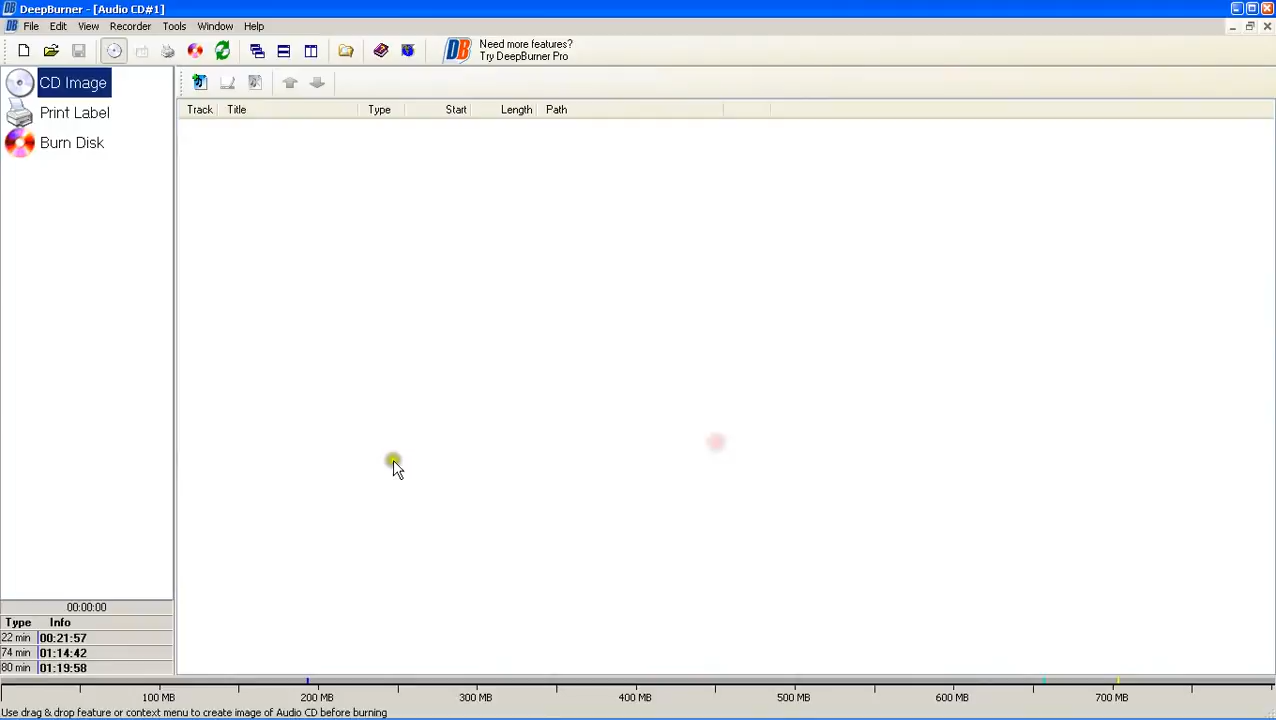 DeepBurner - [Audio CD#1]
File Edit View Recorder Tools Window Help
Need more features?
Try DeepBurner Pro
CD Image
Print Label
Burn Disk
Track Title Type Start Length Path
00:00:00
Type Info
22 min 00:21:57
74 min 01:14:42
80 min 01:19:58
100 MB 200 MB 300 MB 400 MB 500 MB 600 MB 700 MB
Use drag & drop feature or context menu to create image of Audio CD before burning